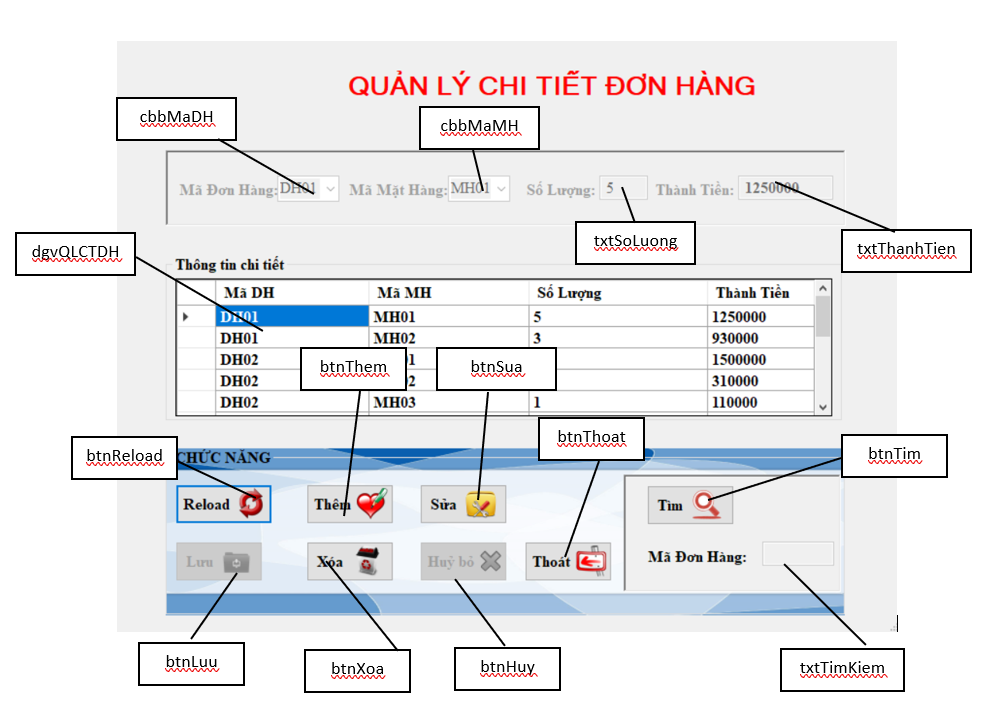 QUẢN LÝ CHI TIẾT ĐƠN HÀNG
cbbMaDH
cbbMaMH
Mã Đơn Hàng: DH01 Mã Mặt Hàng: MH01 Số Lượng: 5 Thành Tiền: 1250000
txtSoLuong
txtThanhTien
dgvQLCTDH
Thông tin chi tiết
Mã DH Mã MH Số Lượng Thành Tiền
DH01 MH01 5 1250000
DH01 MH02 3 930000
DH02 1500000
DH02 310000
DH02 MH03 1 110000
btnThem
btnSua
btnThoat
btnReload
btnTim
CHỨC NĂNG
Reload Thêm Sửa Tìm
Lưu Xóa Huỷ bỏ Thoát Mã Đơn Hàng:
btnLuu
btnXoa
btnHuy
txtTimKiem